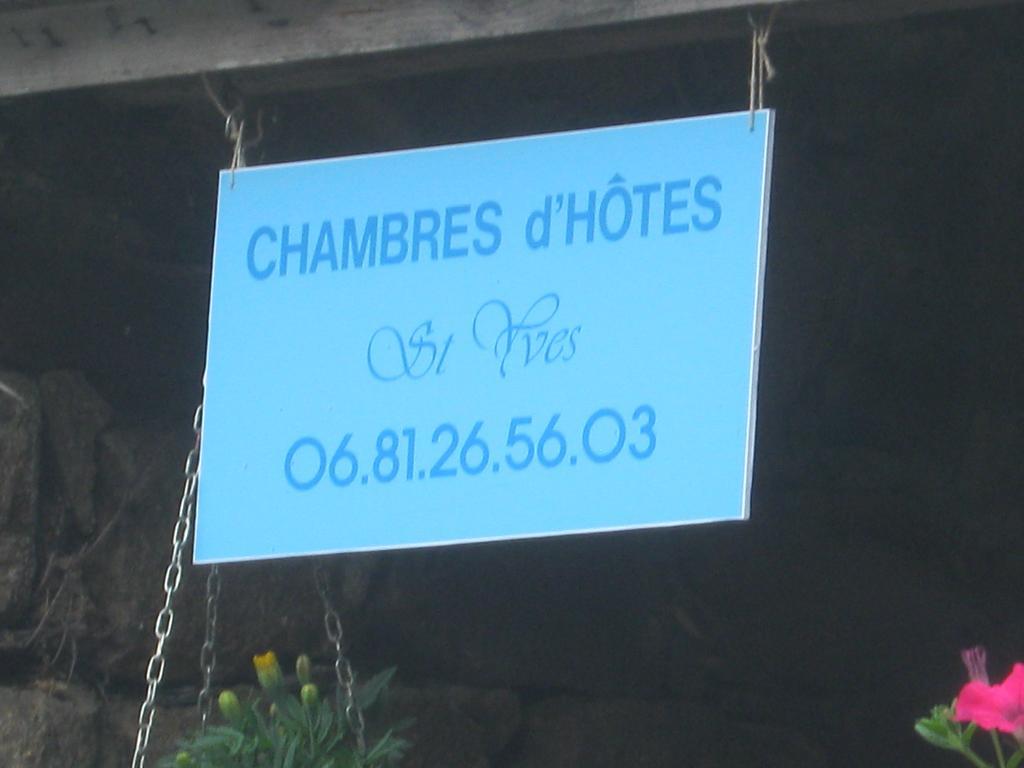 CHAMBRES d'HÔTES
St Yves
06.81.26.56.03